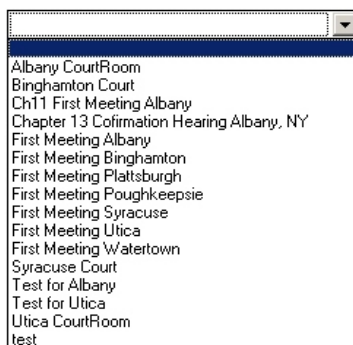 Albany CourtRoom
Binghamton Court
Ch11 First Meeting Albany
Chapter 13 Cofirmation Hearing Albany, NY
First Meeting Albany
First Meeting Binghamton
First Meeting Plattsburgh
First Meeting Poughkeepsie
First Meeting Syracuse
First Meeting Utica
First Meeting Watertown
Syracuse Court
Test for Albany
Test for Utica
Utica CourtRoom
test